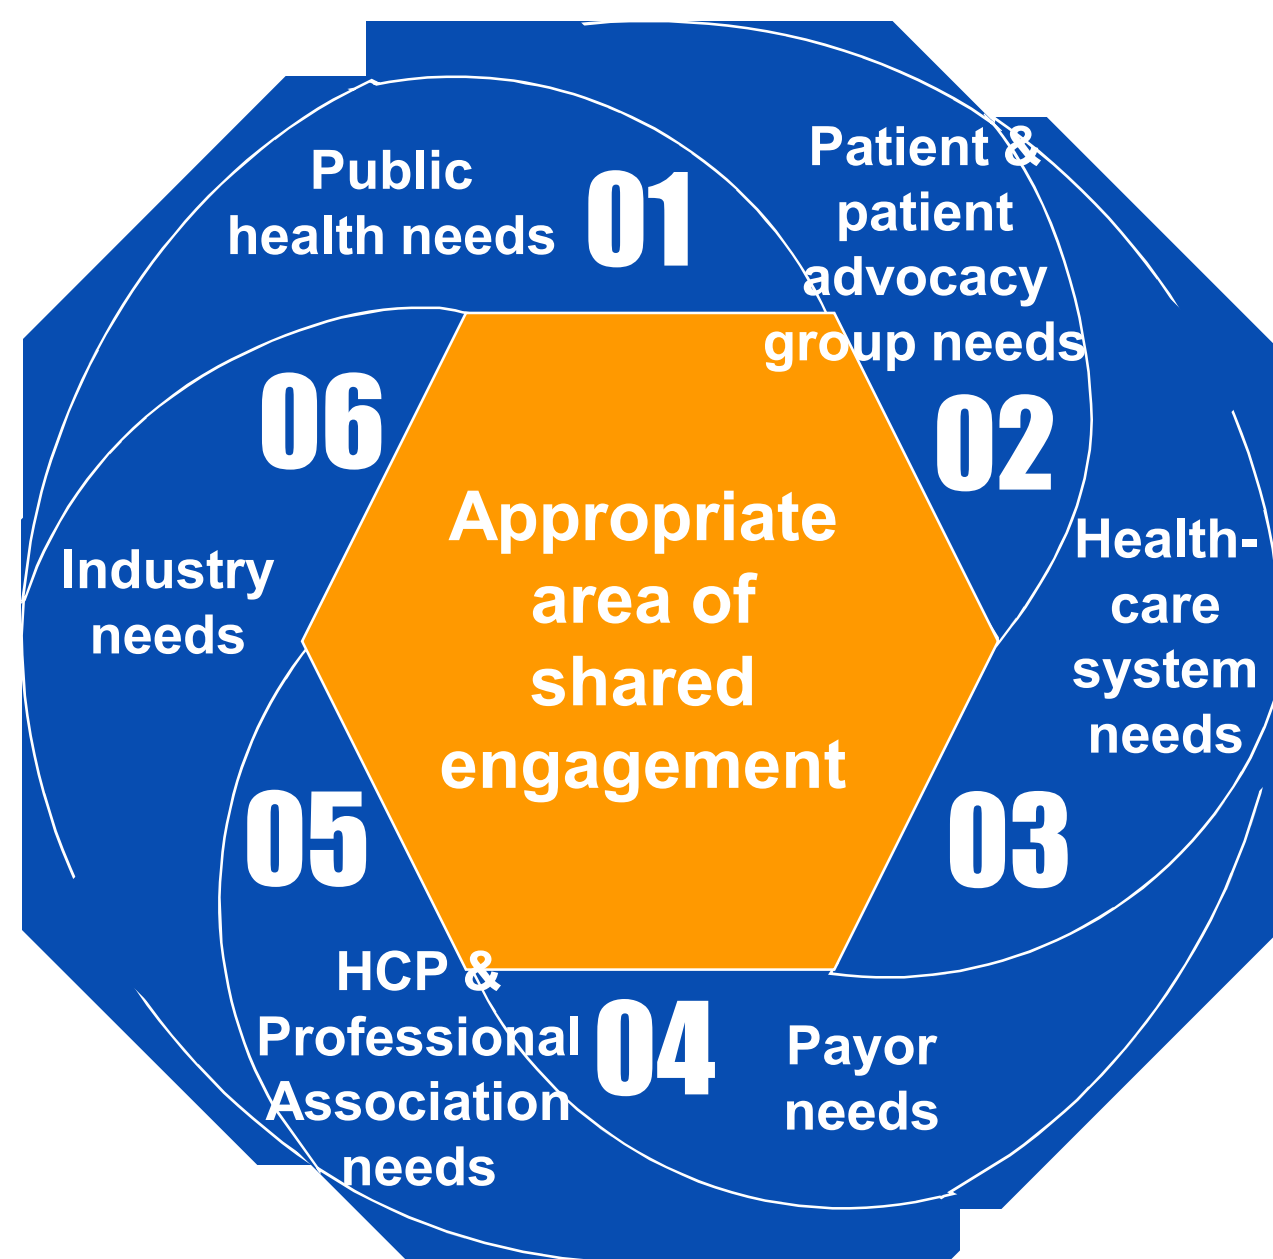 Public
health needs
01
Patient &
patient
advocacy
group needs
02
Health-
care
system
needs
03
Payor
needs
04
HCP &
Professional
Association
needs
05
Industry
needs
06
Appropriate
area of
shared
engagement